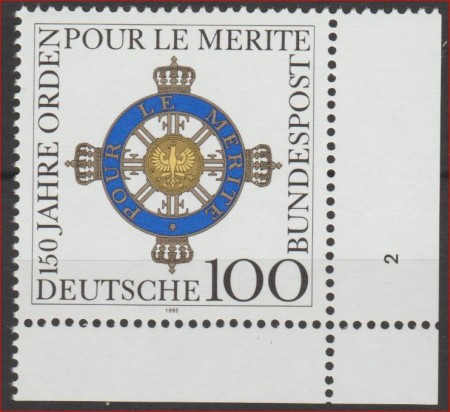 150 JAHRE ORDEN
POUR LE MERITE
BUNDESPOST
POUR LE MERITE
DEUTSCHE 100
1992
2